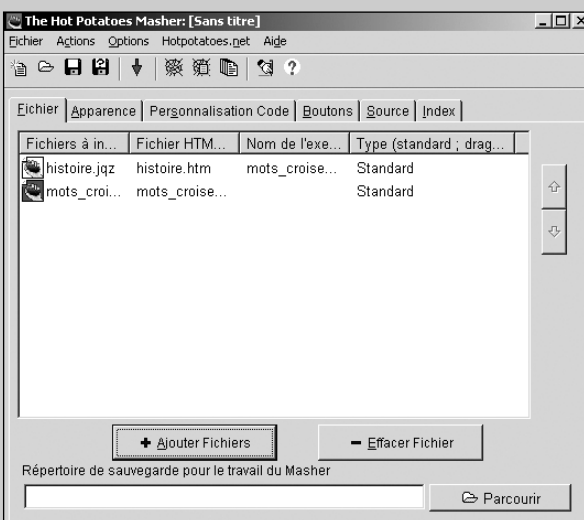 The Hot Potatoes Masher: [Sans titre]
Fichier Actions Options Hotpotatoes.net Aide
Fichier Apparence Personnalisation Code Boutons Source Index
Fichiers à in... Fichier HTM... Nom de l'exe... Type (standard ; drag...
histoire.jqz histoire.htm mots_croise... Standard
mots_croi... mots_croise... Standard
+ Ajouter Fichiers - Effacer Fichier
Répertoire de sauvegarde pour le travail du Masher
Parcourir